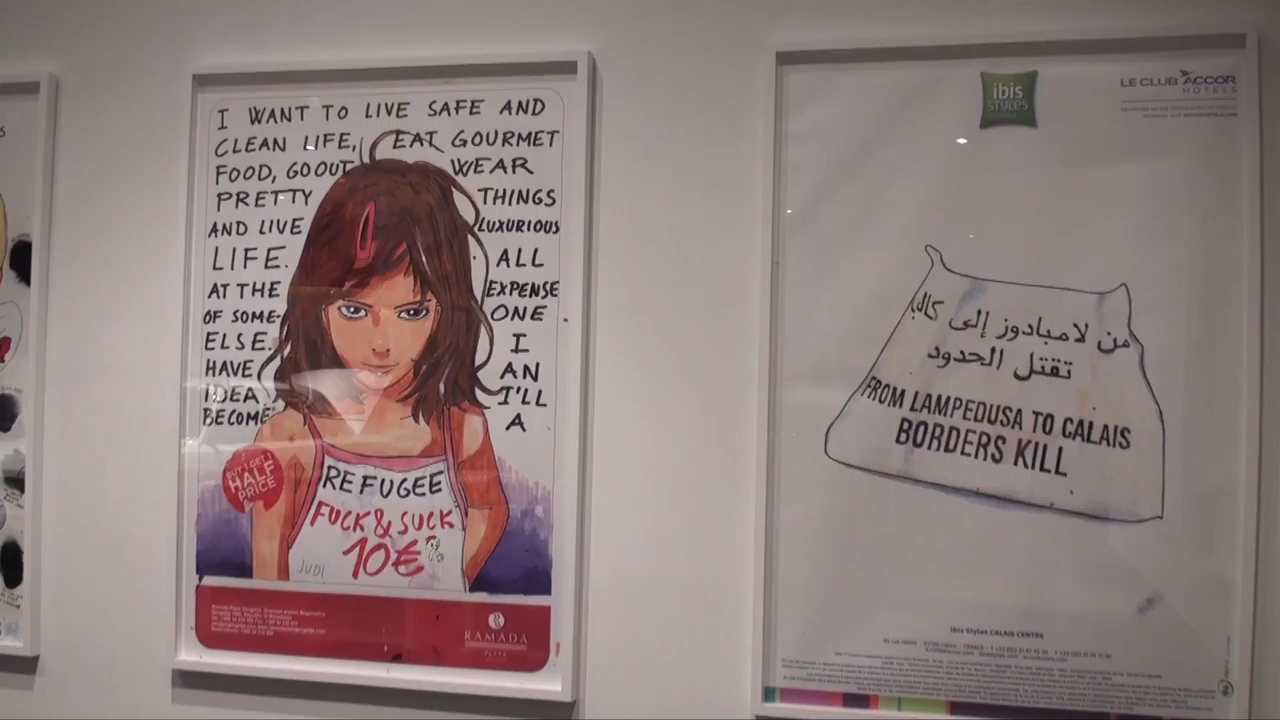 I WANT TO LIVE SAFE AND
CLEAN LIFE, EAT GOURMET
FOOD, GO OUT WEAR
PRETTY THINGS
AND LIVE LUXURIOUS
LIFE. ALL
AT THE EXPENSE
OF SOME- ONE
ELSE. I
HAVE AN
IDEA I'LL
BECOME A
REFUGEE
FUCK & SUCK
10€
JUDI
BUY 1 GET 1
HALF
PRICE
RAMADA
PLAZA
ibis
STYLES
LE CLUB ACCOR
HOTELS
من لامبادوز إلى كالي
تقتل الحدود
FROM LAMPEDUSA TO CALAIS
BORDERS KILL
ibis Styles CALAIS CENTRE